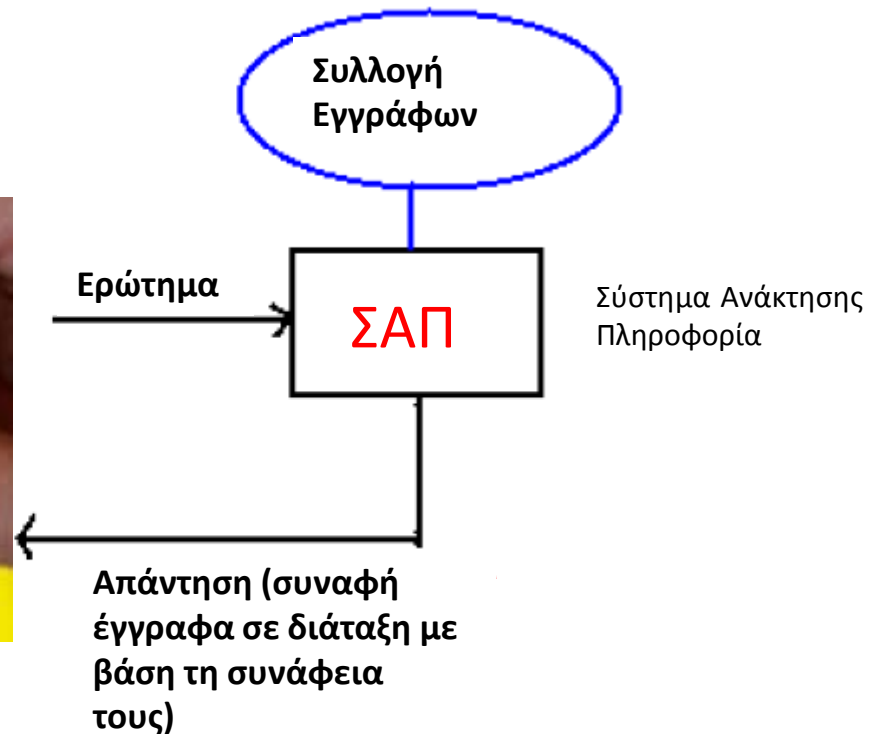 Συλλογή
Εγγράφων
Ερώτημα
ΣΑΠ
Σύστημα Ανάκτησης
Πληροφορία
Απάντηση (συναφή
έγγραφα σε διάταξη με
βάση τη συνάφεια
τους)